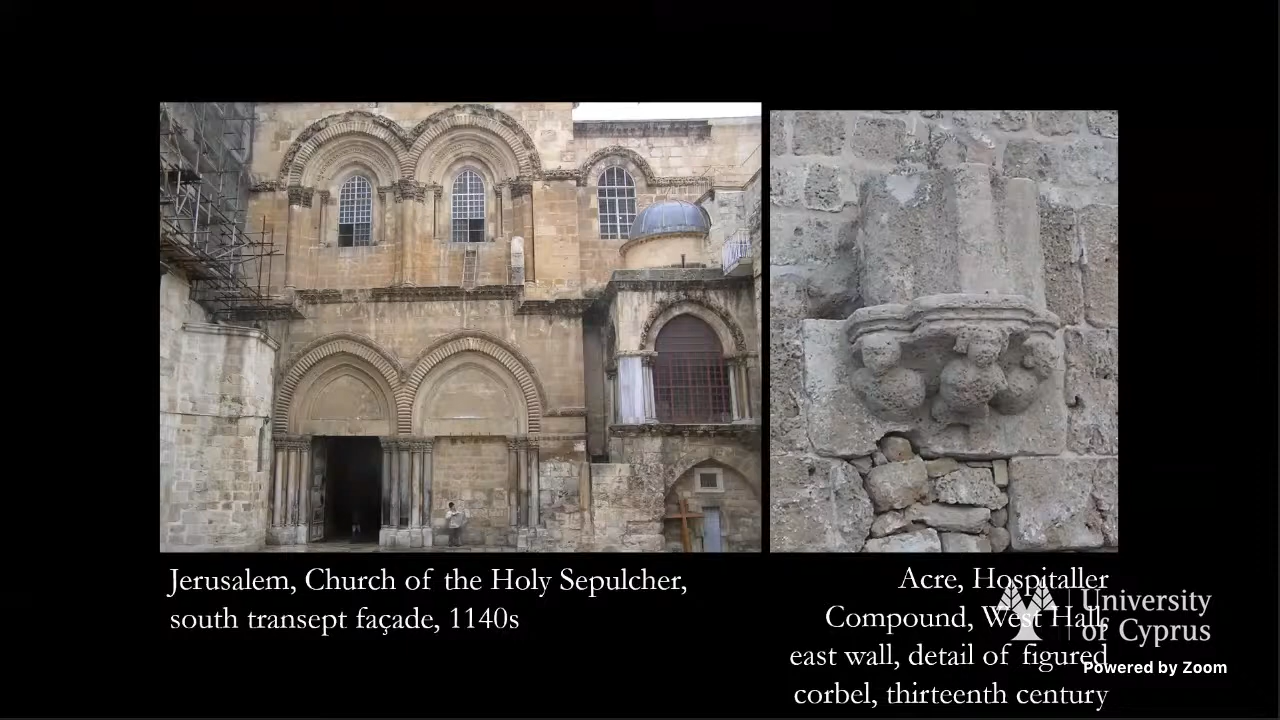 Jerusalem, Church of the Holy Sepulcher,
south transept façade, 1140s
Acre, Hospitaller
Compound, West Hall,
east wall, detail of figured
corbel, thirteenth century
University
of Cyprus
Powered by Zoom